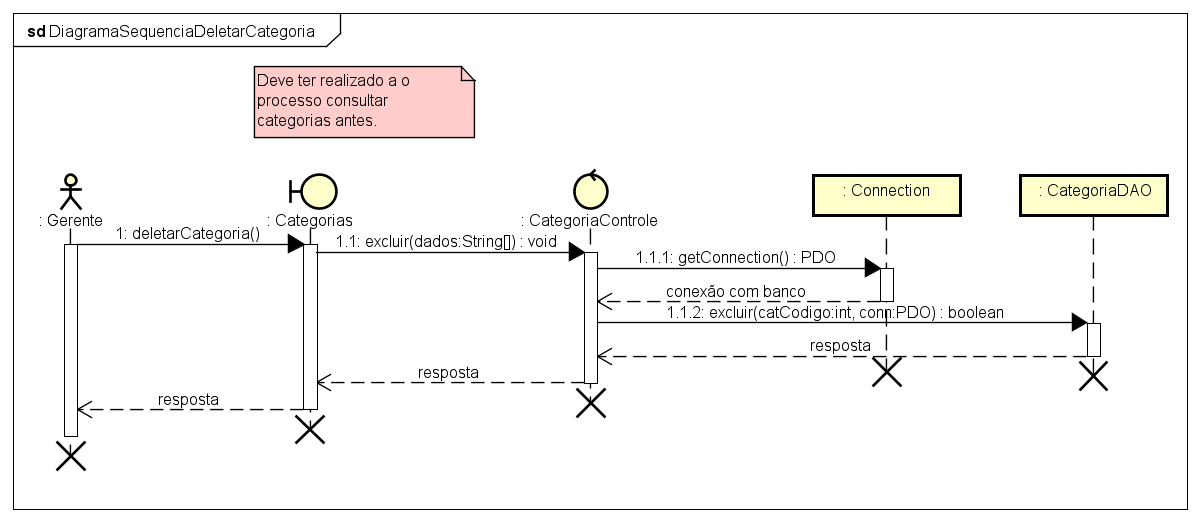 sd DiagramaSequenciaDeletarCategoria
Deve ter realizado a o
processo consultar
categorias antes.
: Gerente
: Categorias
: CategoriaControle
: Connection
: CategoriaDAO
1: deletarCategoria()
1.1: excluir(dados:String[]) : void
1.1.1: getConnection() : PDO
conexão com banco
1.1.2: excluir(catCodigo:int, conn:PDO) : boolean
resposta
resposta
resposta